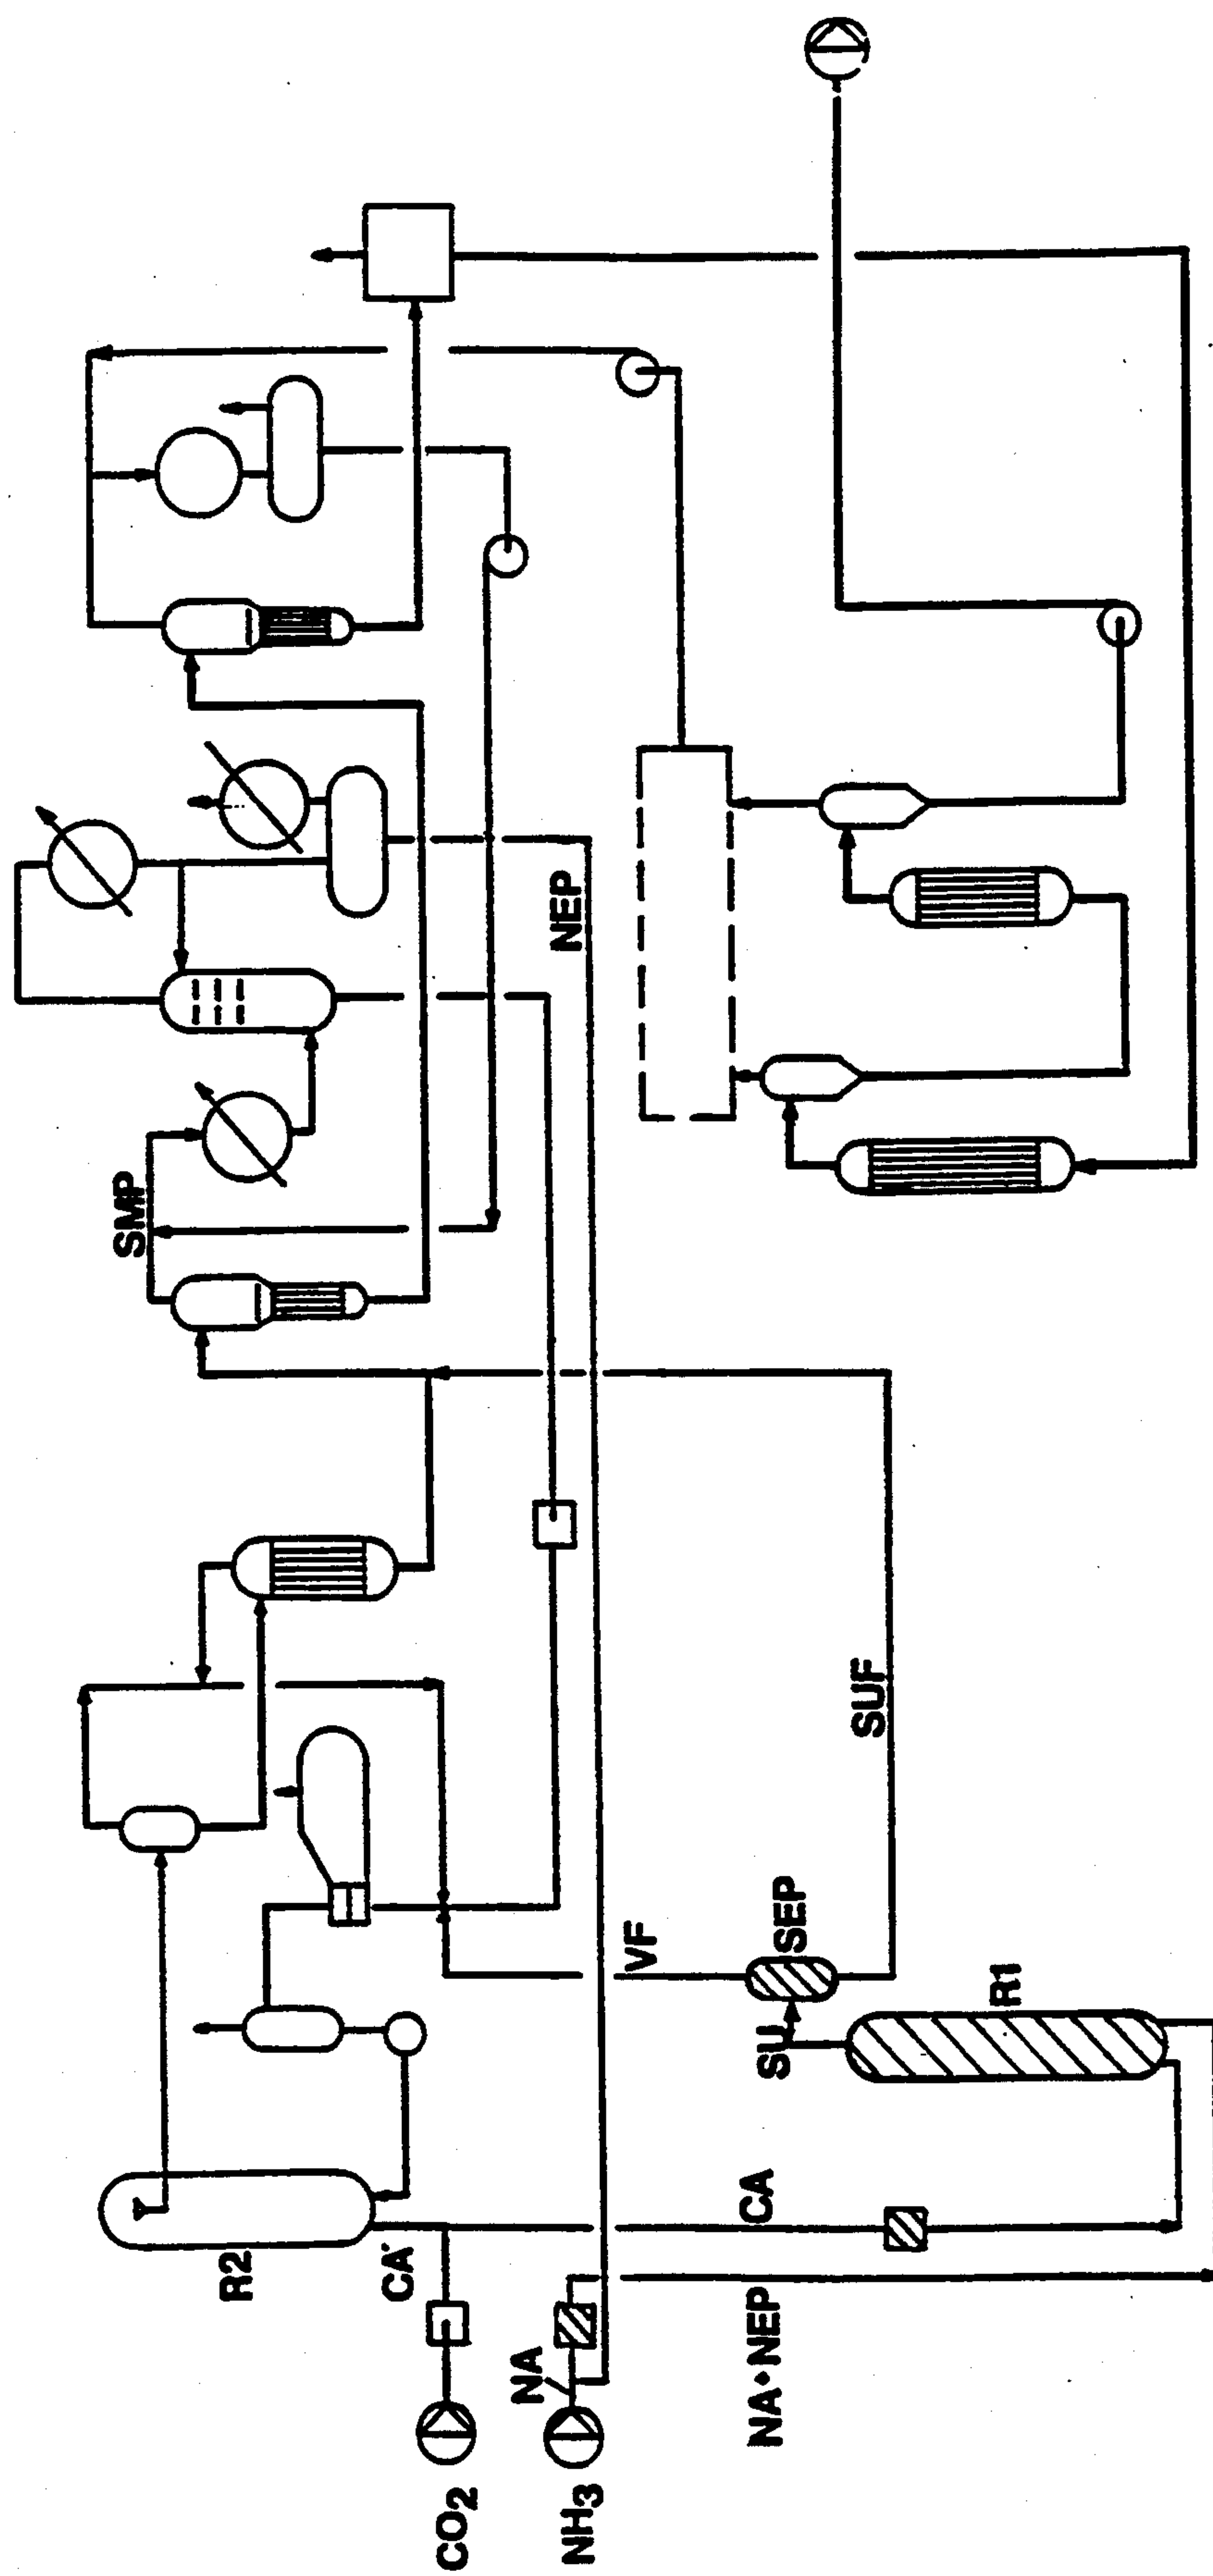 SMP
NEP
R2
CA'
CO2
NA
NH3
VF
SU
SEP
SUF
R1
CA
NA+NEP